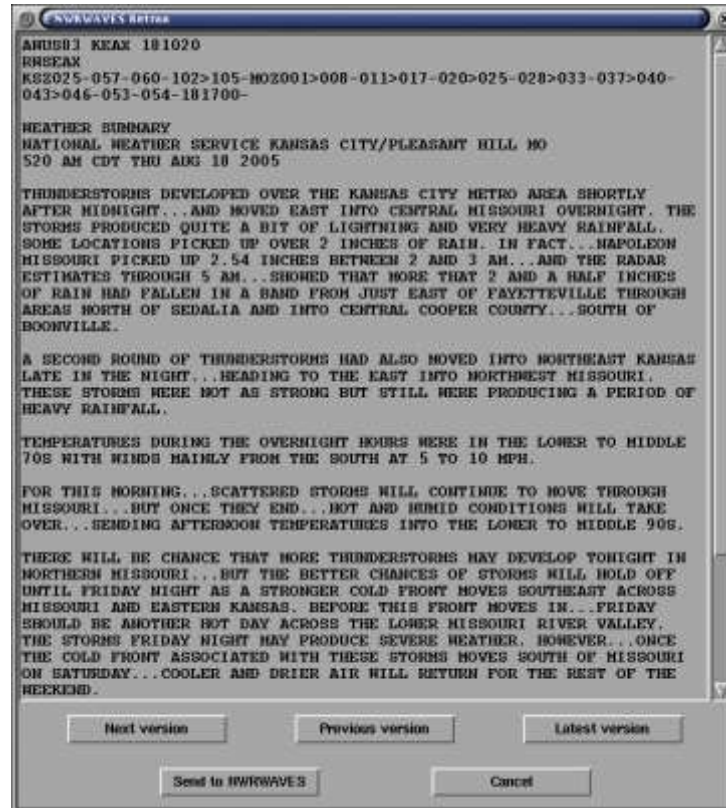 NWRWAVES Retran
AWUS83 KEAX 181020
RWSEAX
KSZ025-057-060-102>105-MOZ001>008-011>017-020>025-028>033-037>040-
043>046-053-054-181700-
WEATHER SUMMARY
NATIONAL WEATHER SERVICE KANSAS CITY/PLEASANT HILL MO
520 AM CDT THU AUG 18 2005
THUNDERSTORMS DEVELOPED OVER THE KANSAS CITY METRO AREA SHORTLY
AFTER MIDNIGHT...AND MOVED EAST INTO CENTRAL MISSOURI OVERNIGHT. THE
STORMS PRODUCED QUITE A BIT OF LIGHTNING AND VERY HEAVY RAINFALL.
SOME LOCATIONS PICKED UP OVER 2 INCHES OF RAIN. IN FACT...NAPOLEON
MISSOURI PICKED UP 2.54 INCHES BETWEEN 2 AND 3 AM...AND THE RADAR
ESTIMATES THROUGH 5 AM...SHOWED THAT MORE THAT 2 AND A HALF INCHES
OF RAIN HAD FALLEN IN A BAND FROM JUST EAST OF FAYETTEVILLE THROUGH
AREAS NORTH OF SEDALIA AND INTO CENTRAL COOPER COUNTY...SOUTH OF
BOONVILLE.
A SECOND ROUND OF THUNDERSTORMS HAD ALSO MOVED INTO NORTHEAST KANSAS
LATE IN THE NIGHT...HEADING TO THE EAST INTO NORTHWEST MISSOURI.
THESE STORMS WERE NOT AS STRONG BUT STILL WERE PRODUCING A PERIOD OF
HEAVY RAINFALL.
TEMPERATURES DURING THE OVERNIGHT HOURS WERE IN THE LOWER TO MIDDLE
70S WITH WINDS MAINLY FROM THE SOUTH AT 5 TO 10 MPH.
FOR THIS MORNING...SCATTERED STORMS WILL CONTINUE TO MOVE THROUGH
MISSOURI...BUT ONCE THEY END...HOT AND HUMID CONDITIONS WILL TAKE
OVER...SENDING AFTERNOON TEMPERATURES INTO THE LOWER TO MIDDLE 90S.
THERE WILL BE CHANCE THAT MORE THUNDERSTORMS MAY DEVELOP TONIGHT IN
NORTHERN MISSOURI...BUT THE BETTER CHANCES OF STORMS WILL HOLD OFF
UNTIL FRIDAY NIGHT AS A STRONGER COLD FRONT MOVES SOUTHEAST ACROSS
MISSOURI AND EASTERN KANSAS. BEFORE THIS FRONT MOVES IN...FRIDAY
SHOULD BE ANOTHER HOT DAY ACROSS THE LOWER MISSOURI RIVER VALLEY.
THE STORMS FRIDAY NIGHT MAY PRODUCE SEVERE WEATHER. HOWEVER...ONCE
THE COLD FRONT ASSOCIATED WITH THESE STORMS MOVES SOUTH OF MISSOURI
ON SATURDAY...COOLER AND DRIER AIR WILL RETURN FOR THE REST OF THE
WEEKEND.
Next version Previous version Latest version
Send to NWRWAVES Cancel